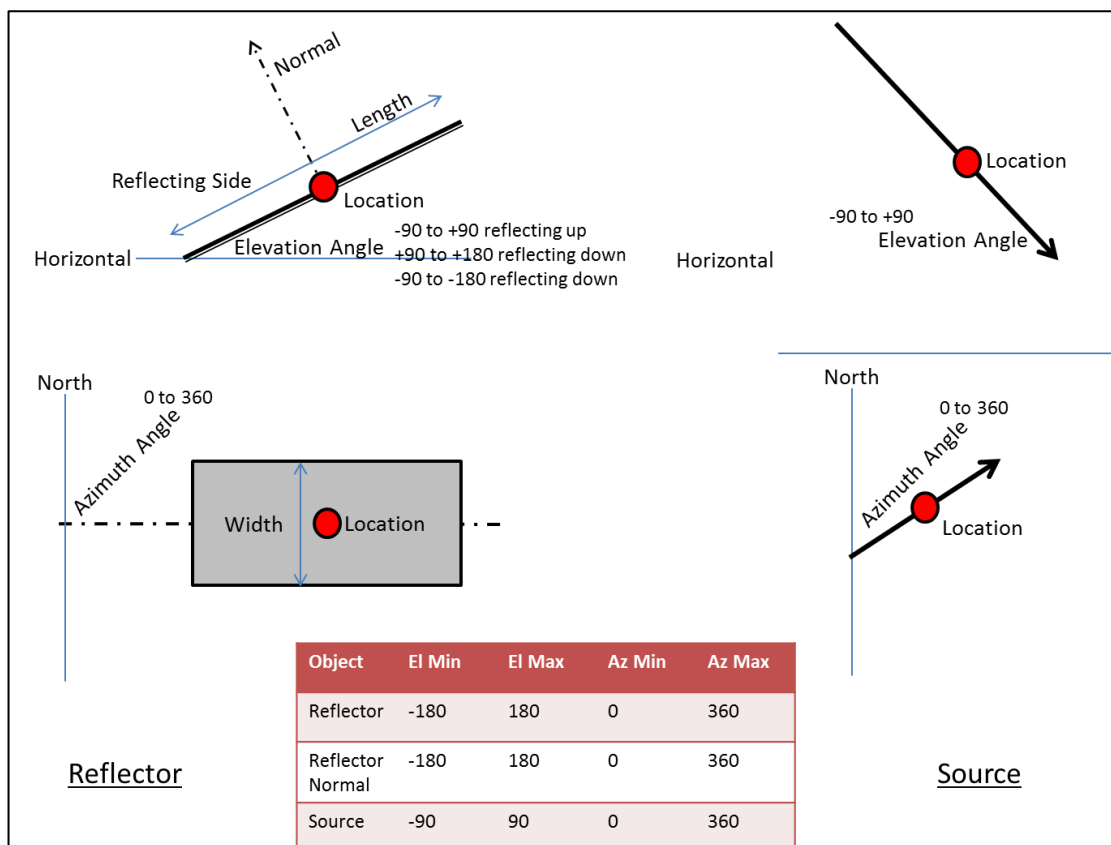 Normal
Length
Reflecting Side
Location
Elevation Angle
-90 to +90 reflecting up
+90 to +180 reflecting down
-90 to -180 reflecting down
Horizontal
Location
-90 to +90
Elevation Angle
Horizontal
North
0 to 360
Azimuth Angle
Width
Location
North
0 to 360
Azimuth Angle
Location
Object El Min El Max Az Min Az Max
Reflector -180 180 0 360
Reflector Normal -180 180 0 360
Source -90 90 0 360
Reflector
Source